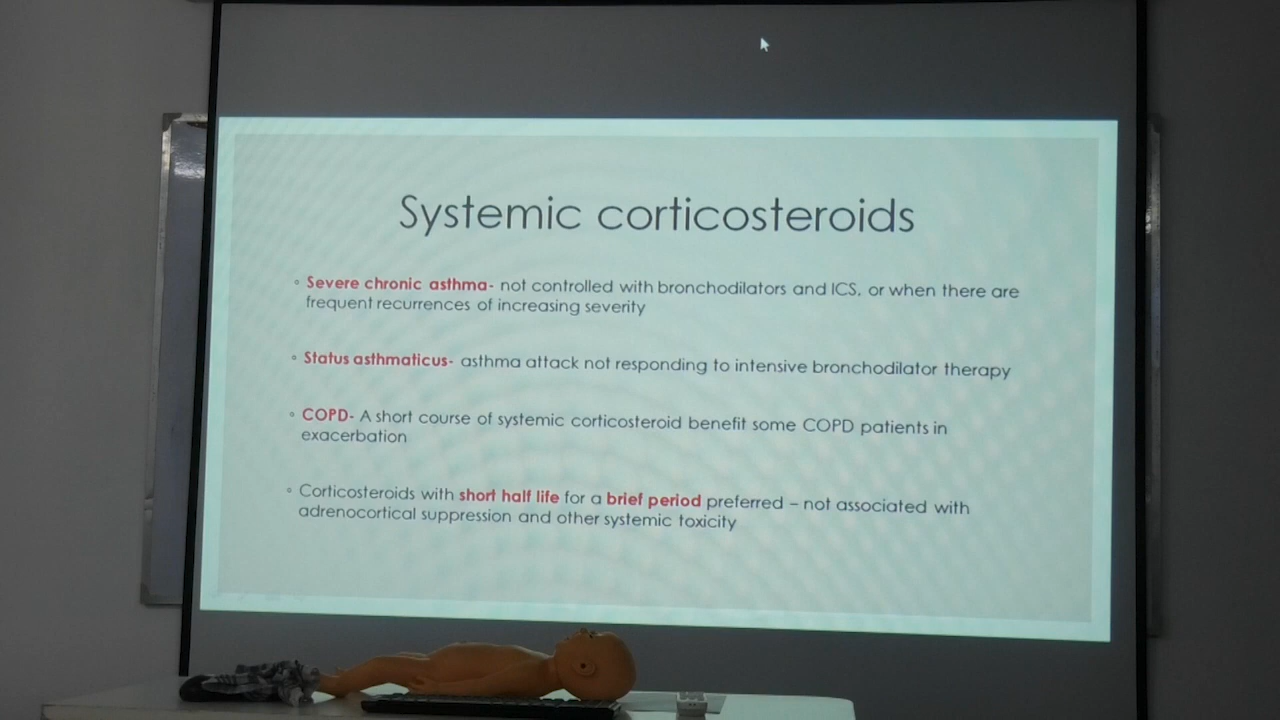 Systemic corticosteroids
◦ Severe chronic asthma- not controlled with bronchodilators and ICS, or when there are
frequent recurrences of increasing severity
◦ Status asthmaticus- asthma attack not responding to intensive bronchodilator therapy
◦ COPD- A short course of systemic corticosteroid benefit some COPD patients in
exacerbation
◦ Corticosteroids with short half life for a brief period preferred – not associated with
adrenocortical suppression and other systemic toxicity